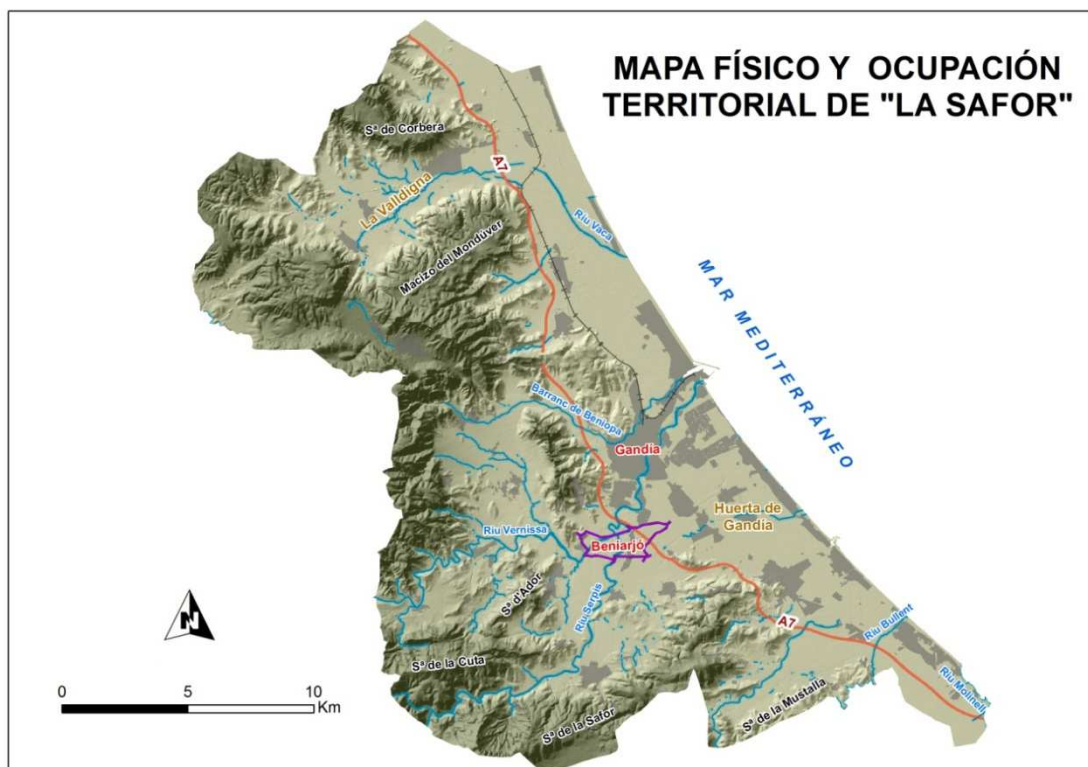 MAPA FÍSICO Y OCUPACIÓN
TERRITORIAL DE "LA SAFOR"
Sª de Corbera
A7
La Valldigna
Riu Vaca
Macizo del Mondúver
MAR MEDITERRÁNEO
Barranc de Beniopa
Gandia
Huerta de
Gandia
Riu Vernissa
Beniarjó
Sª d'Ador
Riu Serpis
N
A7
Riu Bullent
Sª de la Cuta
Riu Molinell
Sª de la Mustalla
Sª de la Safor
0 5 10
Km